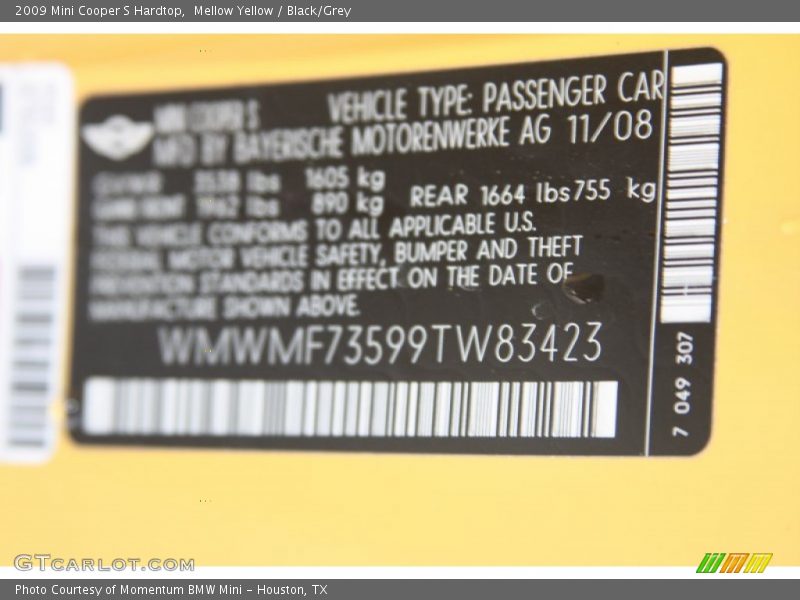 2009 Mini Cooper S Hardtop,  Mellow Yellow / Black/Grey
MINI COOPER S VEHICLE TYPE: PASSENGER CAR
MFD BY BAYERISCHE MOTORENWERKE AG 11/08
GVWR 3538 lbs 1605 kg
1962 lbs 890 kg REAR 1664 lbs 755 kg
THIS VEHICLE CONFORMS TO ALL APPLICABLE U.S.
FEDERAL MOTOR VEHICLE SAFETY, BUMPER AND THEFT
PREVENTION STANDARDS IN EFFECT ON THE DATE OF
MANUFACTURE SHOWN ABOVE.
WMWMF73599TW83423
7 049 307
GTCARLOT.COM
Photo Courtesy of Momentum BMW Mini - Houston, TX